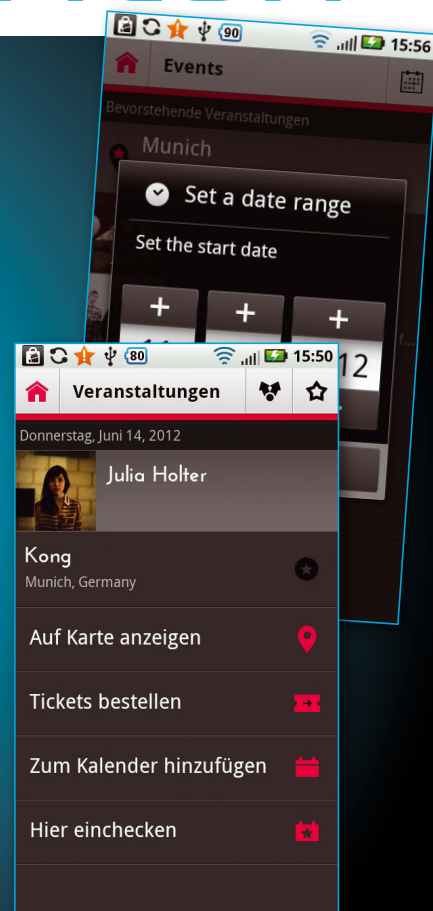 90
15:56
Events
Bevorstehende Veranstaltungen
Munich
Set a date range
Set the start date
+ + +
12
80
15:50
Veranstaltungen
Donnerstag, Juni 14, 2012
Julia Holter
Kong
Munich, Germany
Auf Karte anzeigen
Tickets bestellen
Zum Kalender hinzufügen
Hier einchecken